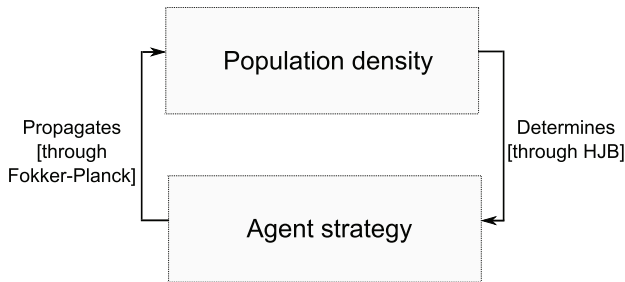 Population density
Propagates
[through
Fokker-Planck]
Determines
[through HJB]
Agent strategy